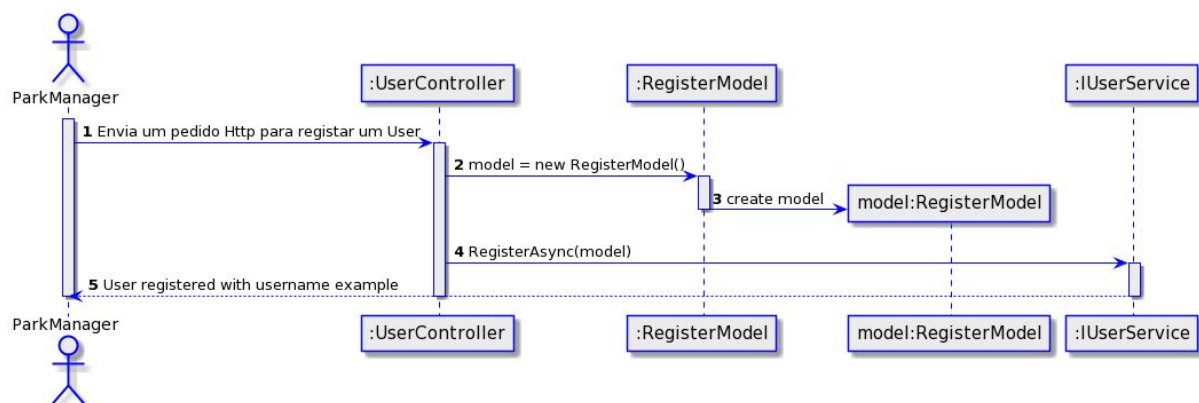 ParkManager
:UserController
:RegisterModel
:IUserService
1 Envia um pedido Http para registar um User
2 model = new RegisterModel()
3 create model
model:RegisterModel
4 RegisterAsync(model)
5 User registered with username example
ParkManager
:UserController
:RegisterModel
model:RegisterModel
:IUserService